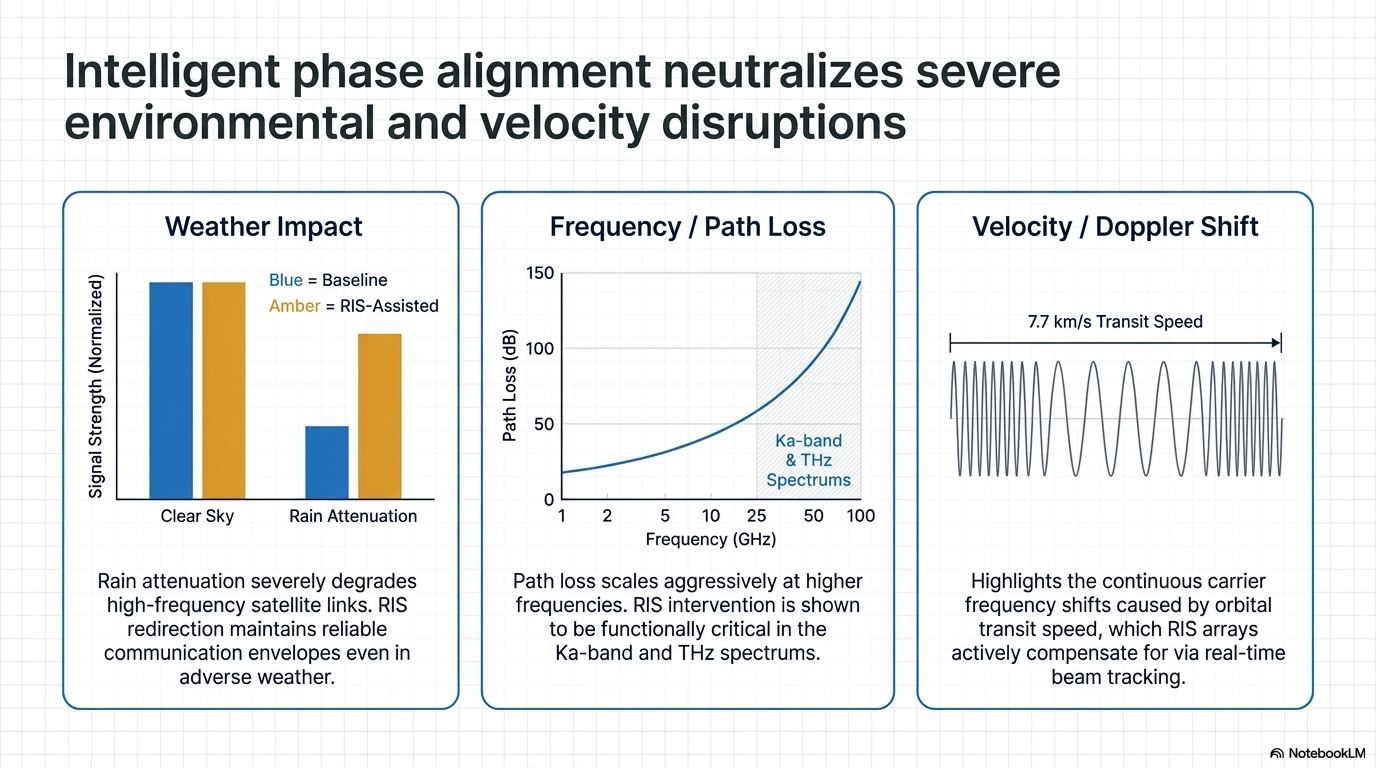 Intelligent phase alignment neutralizes severe
environmental and velocity disruptions
Weather Impact
Signal Strength (Normalized)
Blue = Baseline
Amber = RIS-Assisted
Clear Sky
Rain Attenuation
Rain attenuation severely degrades
high-frequency satellite links. RIS
redirection maintains reliable
communication envelopes even in
adverse weather.
Frequency / Path Loss
Path Loss (dB)
150
100
50
0
Ka-band
& THz
Spectrums
1 2 5 10 25 50 100
Frequency (GHz)
Path loss scales aggressively at higher
frequencies. RIS intervention is shown
to be functionally critical in the
Ka-band and THz spectrums.
Velocity / Doppler Shift
7.7 km/s Transit Speed
Highlights the continuous carrier
frequency shifts caused by orbital
transit speed, which RIS arrays
actively compensate for via real-time
beam tracking.
NotebookLM